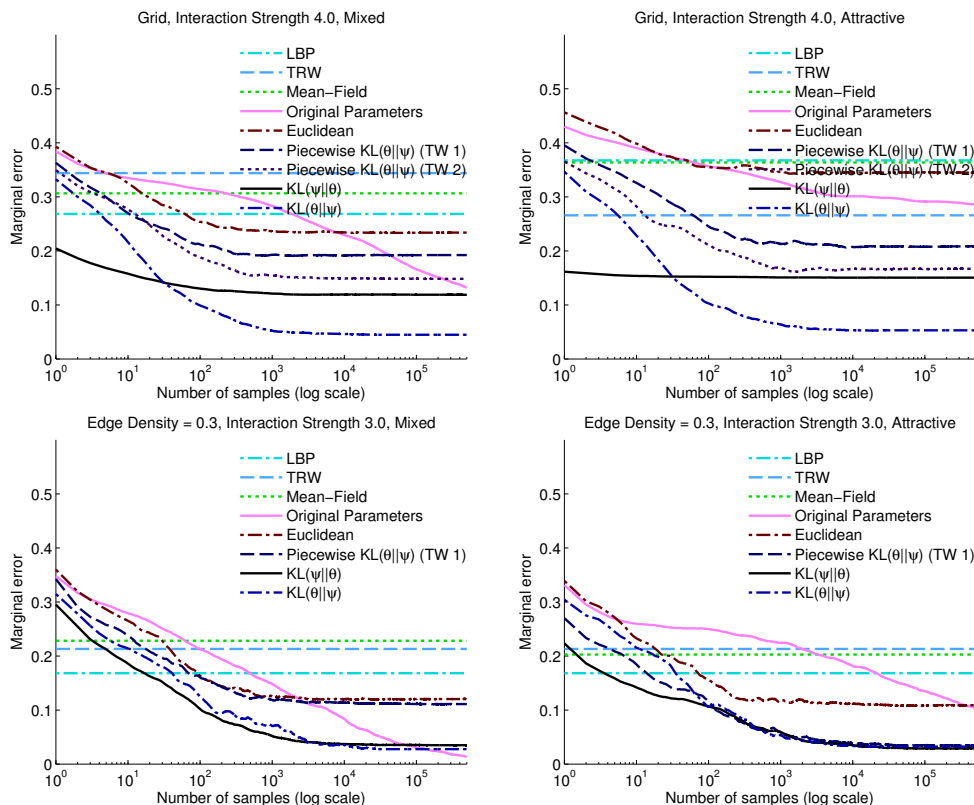 Grid, Interaction Strength 4.0, Mixed
Marginal error
0.5
0.4
0.3
0.2
0.1
0
LBP
TRW
Mean−Field
Original Parameters
Euclidean
Piecewise KL(θ||ψ) (TW 1)
Piecewise KL(θ||ψ) (TW 2)
KL(ψ||θ)
KL(θ||ψ)
10^0 10^1 10^2 10^3 10^4 10^5
Number of samples (log scale)
Grid, Interaction Strength 4.0, Attractive
Marginal error
0.5
0.4
0.3
0.2
0.1
0
LBP
TRW
Mean−Field
Original Parameters
Euclidean
Piecewise KL(θ||ψ) (TW 1)
Piecewise KL(θ||ψ) (TW 2)
KL(ψ||θ)
KL(θ||ψ)
10^0 10^1 10^2 10^3 10^4 10^5
Number of samples (log scale)
Edge Density = 0.3, Interaction Strength 3.0, Mixed
Marginal error
0.5
0.4
0.3
0.2
0.1
0
LBP
TRW
Mean−Field
Original Parameters
Euclidean
Piecewise KL(θ||ψ) (TW 1)
KL(ψ||θ)
KL(θ||ψ)
10^0 10^1 10^2 10^3 10^4 10^5
Number of samples (log scale)
Edge Density = 0.3, Interaction Strength 3.0, Attractive
Marginal error
0.5
0.4
0.3
0.2
0.1
0
LBP
TRW
Mean−Field
Original Parameters
Euclidean
Piecewise KL(θ||ψ) (TW 1)
KL(ψ||θ)
KL(θ||ψ)
10^0 10^1 10^2 10^3 10^4 10^5
Number of samples (log scale)